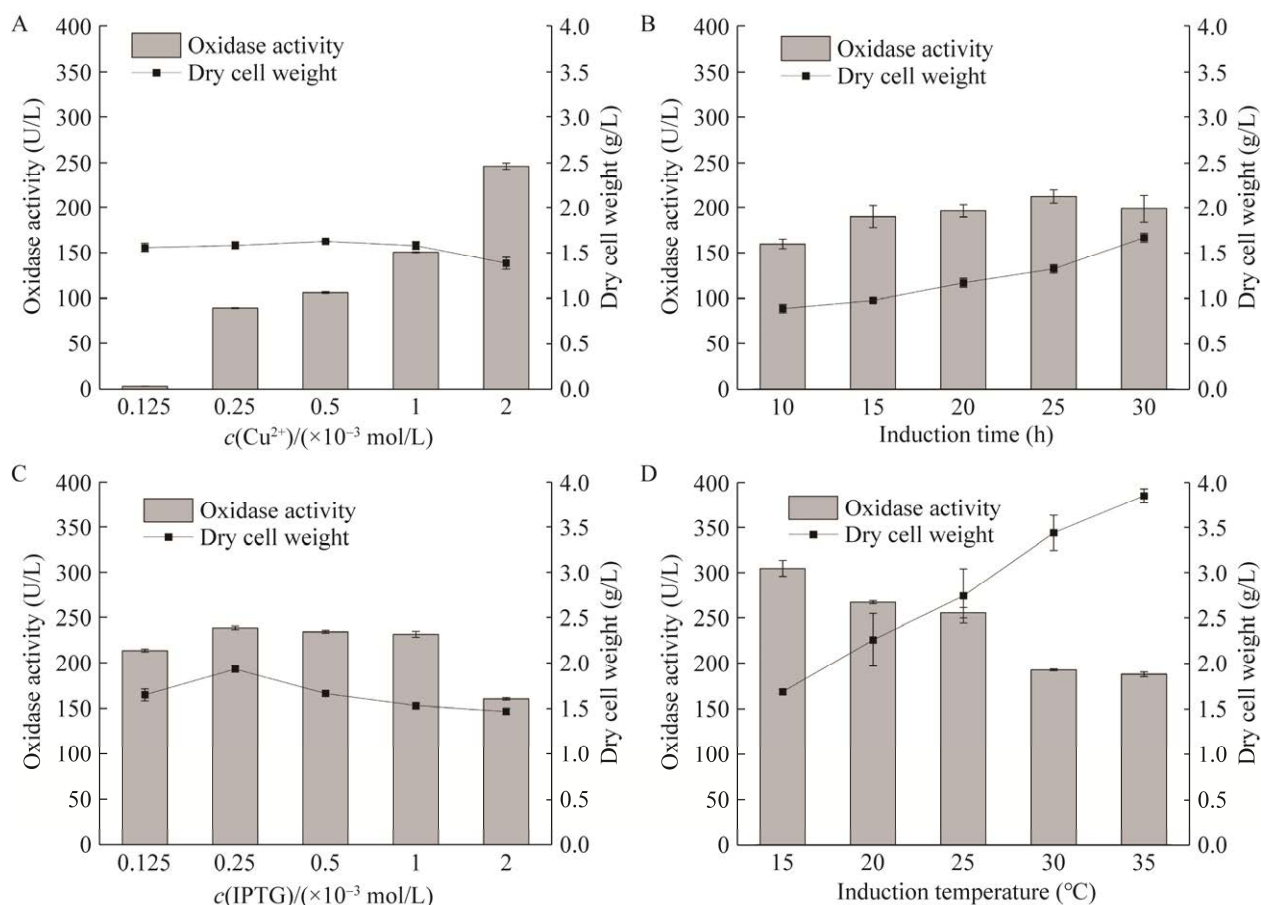 A
Oxidase activity
Dry cell weight
Oxidase activity (U/L)
400
350
300
250
200
150
100
50
0
0.125 0.25 0.5 1 2
c(Cu²⁺)/(×10⁻³ mol/L)
4.0
3.5
3.0
2.5
2.0
1.5
1.0
0.5
0.0
Dry cell weight (g/L)
B
Oxidase activity
Dry cell weight
Oxidase activity (U/L)
400
350
300
250
200
150
100
50
0
10 15 20 25 30
Induction time (h)
4.0
3.5
3.0
2.5
2.0
1.5
1.0
0.5
0.0
Dry cell weight (g/L)
C
Oxidase activity
Dry cell weight
Oxidase activity (U/L)
400
350
300
250
200
150
100
50
0
0.125 0.25 0.5 1 2
c(IPTG)/(×10⁻³ mol/L)
4.0
3.5
3.0
2.5
2.0
1.5
1.0
0.5
0.0
Dry cell weight (g/L)
D
Oxidase activity
Dry cell weight
Oxidase activity (U/L)
400
350
300
250
200
150
100
50
0
15 20 25 30 35
Induction temperature (℃)
4.0
3.5
3.0
2.5
2.0
1.5
1.0
0.5
0.0
Dry cell weight (g/L)